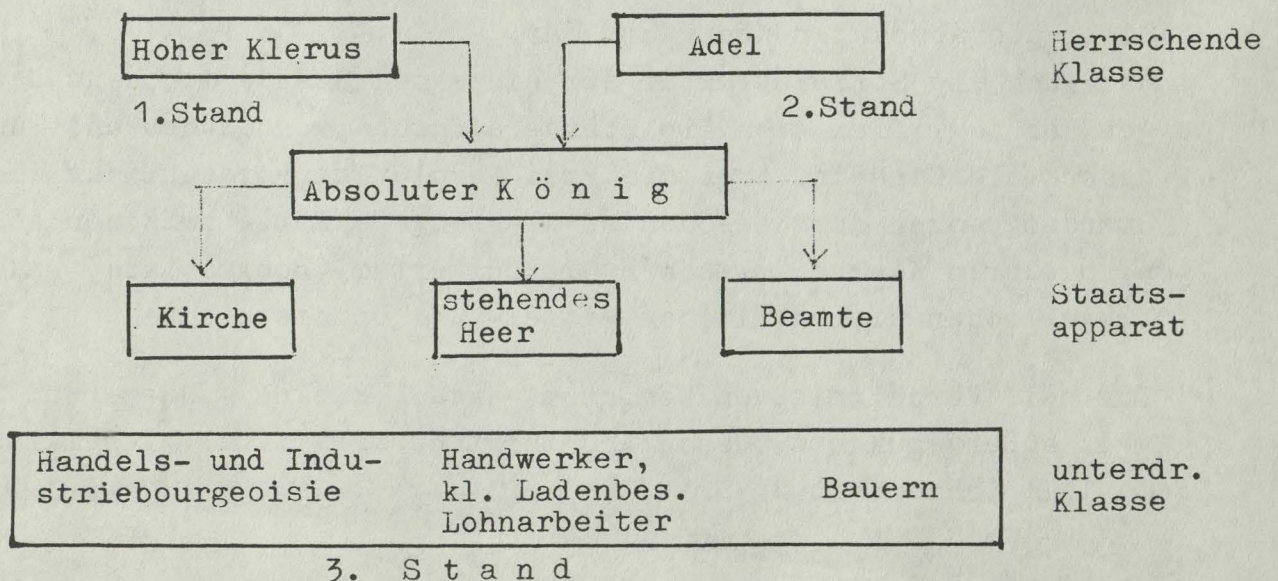 Hoher Klerus
Adel
Herrschende
Klasse
1.Stand
2.Stand
Absoluter K ö n i g
Kirche
stehendes
Heer
Beamte
Staats-
apparat
Handels- und Indu-
striebourgeoisie
Handwerker,
kl. Ladenbes.
Lohnarbeiter
Bauern
unterdr.
Klasse
3. S t a n d